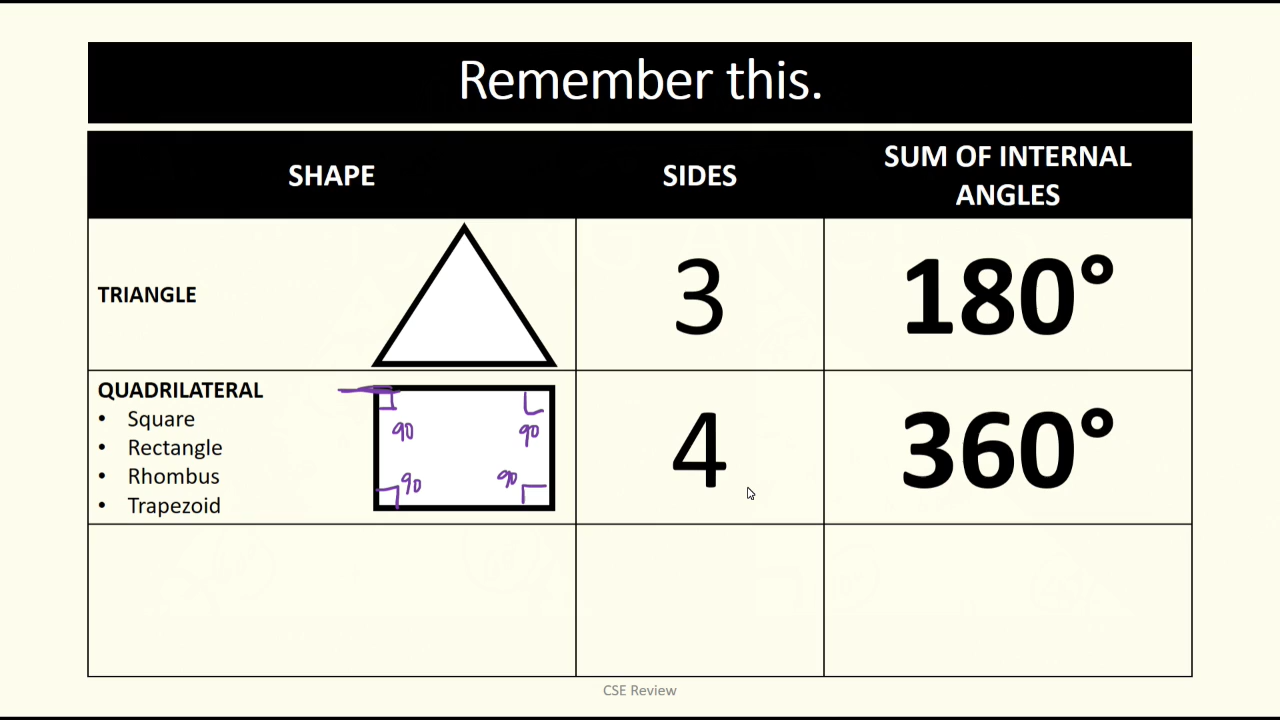 Remember this.
SHAPE
SIDES
SUM OF INTERNAL
ANGLES
TRIANGLE
3
180°
QUADRILATERAL
• Square
• Rectangle
• Rhombus
• Trapezoid
90
90
90
90
4
360°
CSE Review